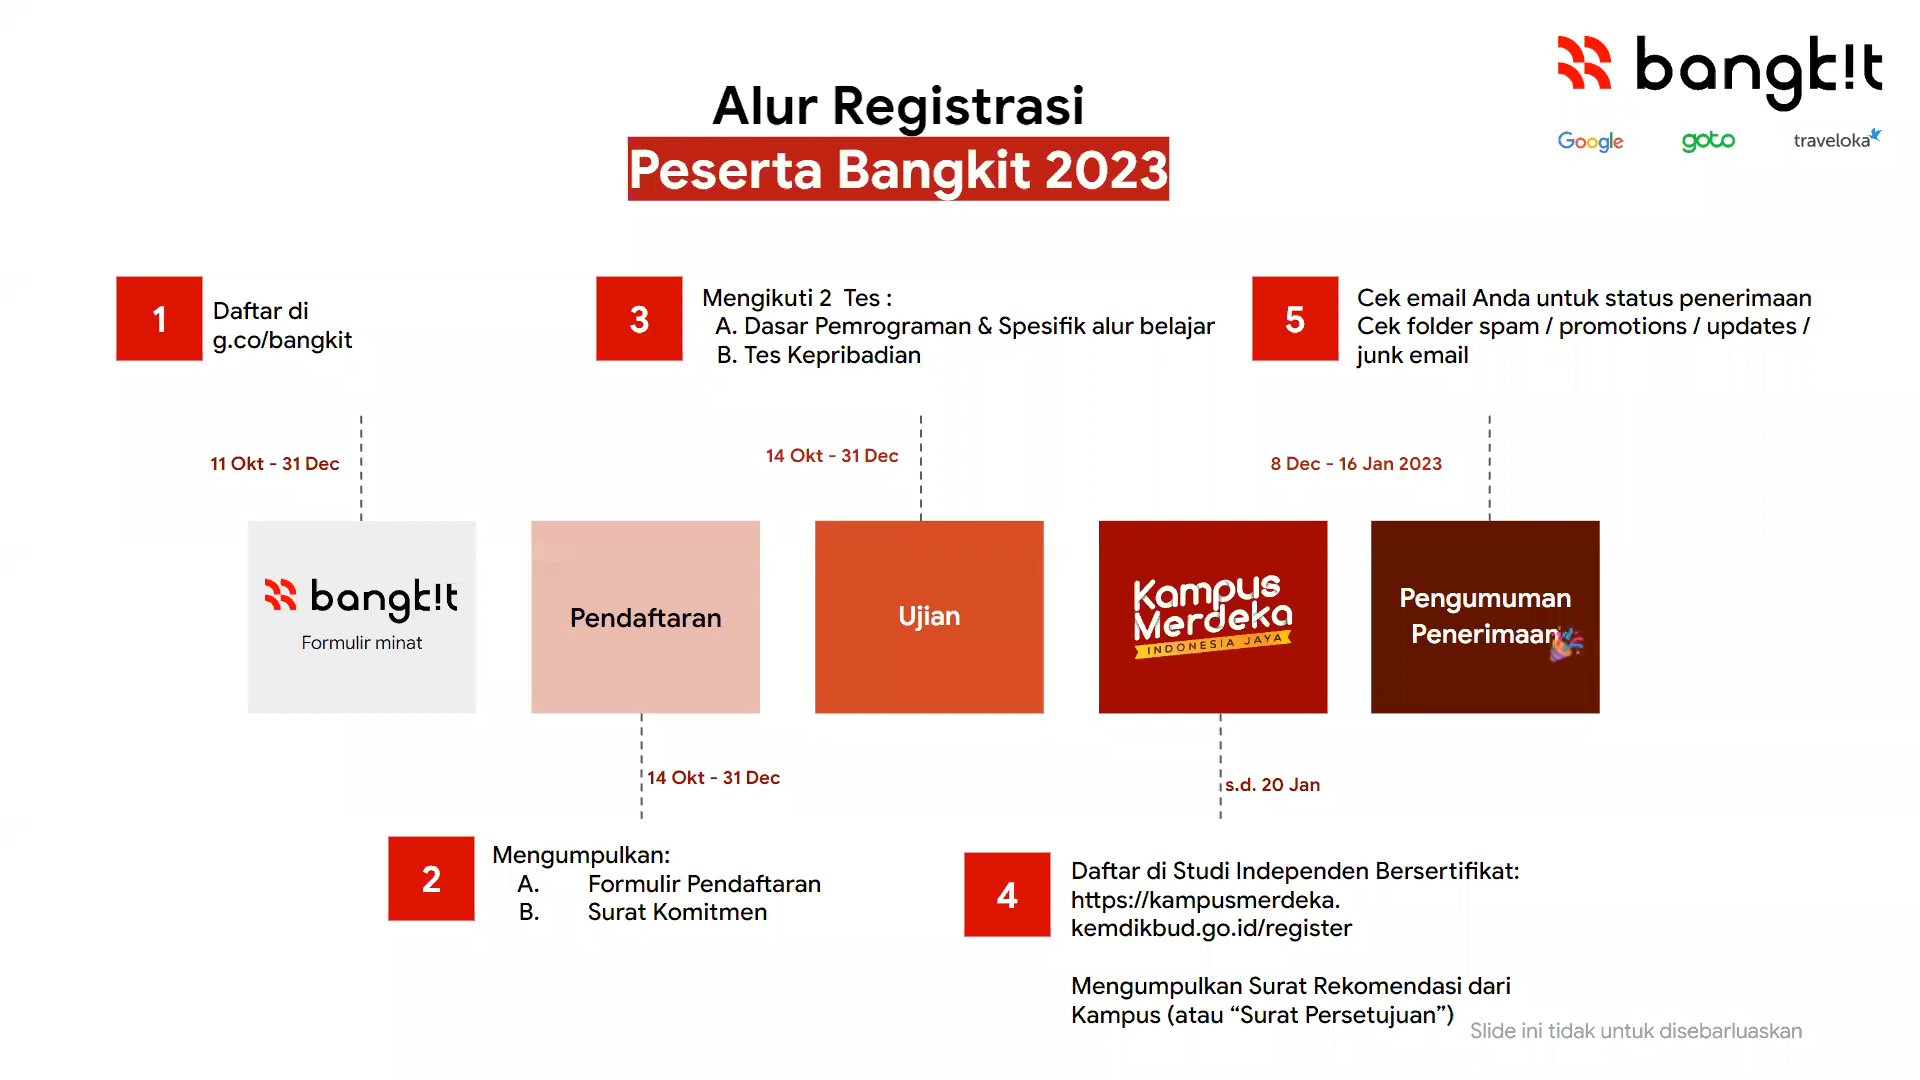 bangk!t
Google goto traveloka
Alur Registrasi
Peserta Bangkit 2023
1
Daftar di
g.co/bangkit
3
Mengikuti 2 Tes :
A. Dasar Pemrograman & Spesifik alur belajar
B. Tes Kepribadian
5
Cek email Anda untuk status penerimaan
Cek folder spam / promotions / updates /
junk email
11 Okt - 31 Dec
14 Okt - 31 Dec
8 Dec - 16 Jan 2023
bangk!t
Formulir minat
Pendaftaran
Ujian
Kampus
Merdeka
INDONESIA JAYA
Pengumuman
Penerimaan
14 Okt - 31 Dec
s.d. 20 Jan
2
Mengumpulkan:
A. Formulir Pendaftaran
B. Surat Komitmen
4
Daftar di Studi Independen Bersertifikat:
https://kampusmerdeka.
kemdikbud.go.id/register
Mengumpulkan Surat Rekomendasi dari
Kampus (atau “Surat Persetujuan”)
Slide ini tidak untuk disebarluaskan